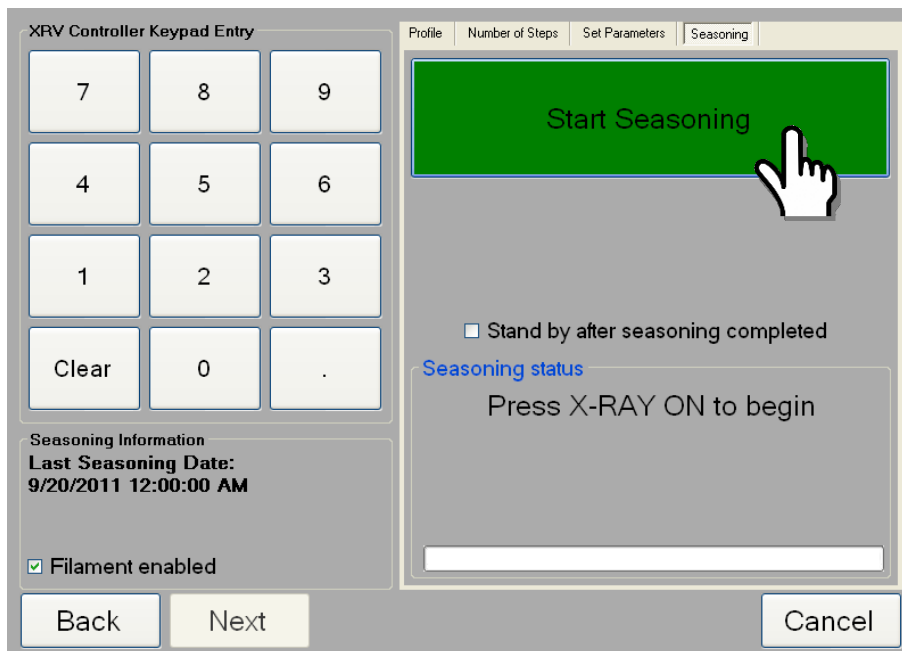 XRV Controller Keypad Entry
7 8 9
4 5 6
1 2 3
Clear 0 .
Seasoning Information
Last Seasoning Date:
9/20/2011 12:00:00 AM
Filament enabled
Back Next
Profile Number of Steps Set Parameters Seasoning
Start Seasoning
Stand by after seasoning completed
Seasoning status
Press X-RAY ON to begin
Cancel